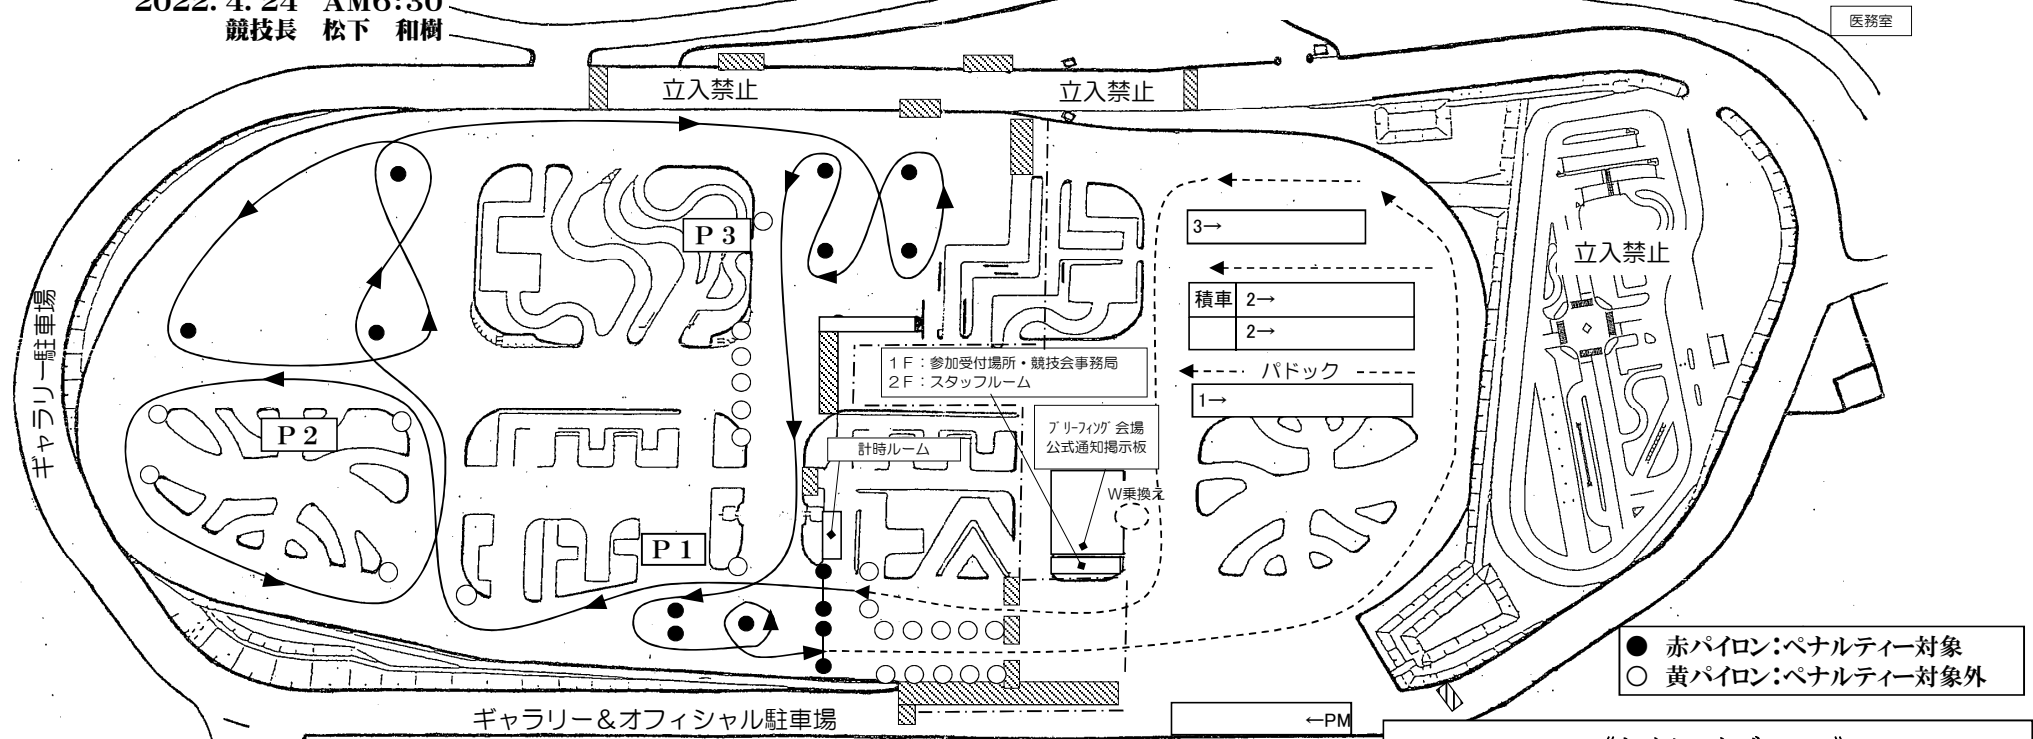 2022.4.24 AM6:30
競技長 松下 和樹
医務室
立入禁止
立入禁止
P 3
3→
立入禁止
積車 2→
2→
ギャラリー駐車場
1F：参加受付場所・競技会事務局
2F：スタッフルーム
パドック
1→
P 2
ﾌﾞﾘｰﾌｨﾝｸﾞ会場
公式通知掲示板
計時ルーム
W乗換え
P 1
● 赤パイロン：ペナルティー対象
○ 黄パイロン：ペナルティー対象外
ギャラリー＆オフィシャル駐車場
←PM